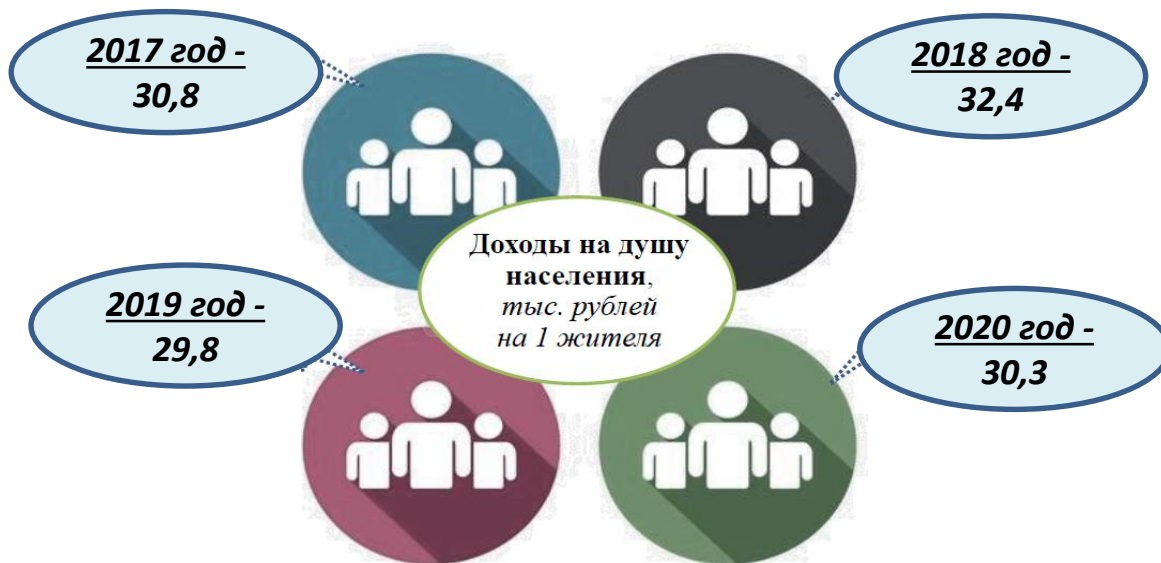 2017 год -
30,8
2018 год -
32,4
Доходы на душу
населения,
тыс. рублей
на 1 жителя
2019 год -
29,8
2020 год -
30,3